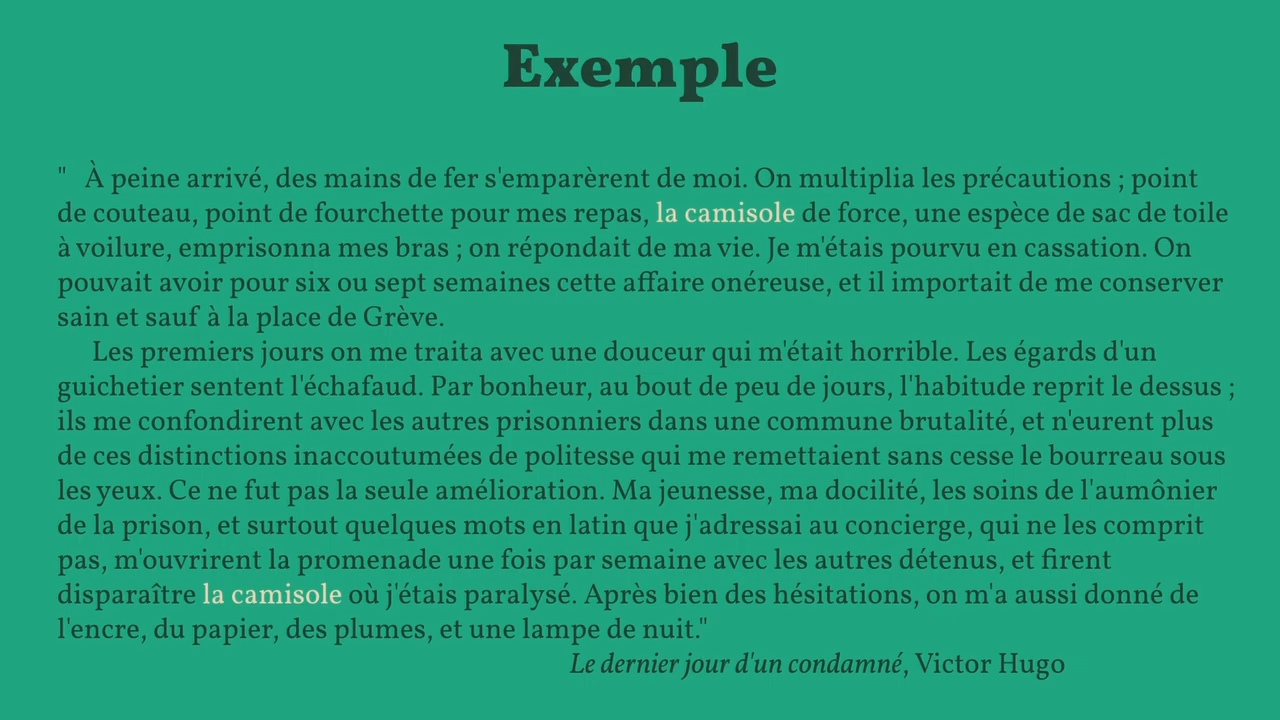 Exemple
" À peine arrivé, des mains de fer s'emparèrent de moi. On multiplia les précautions ; point
de couteau, point de fourchette pour mes repas, la camisole de force, une espèce de sac de toile
à voilure, emprisonna mes bras ; on répondait de ma vie. Je m'étais pourvu en cassation. On
pouvait avoir pour six ou sept semaines cette affaire onéreuse, et il importait de me conserver
sain et sauf à la place de Grève.
Les premiers jours on me traita avec une douceur qui m'était horrible. Les égards d'un
guichetier sentent l'échafaud. Par bonheur, au bout de peu de jours, l'habitude reprit le dessus ;
ils me confondirent avec les autres prisonniers dans une commune brutalité, et n'eurent plus
de ces distinctions inaccoutumées de politesse qui me remettaient sans cesse le bourreau sous
les yeux. Ce ne fut pas la seule amélioration. Ma jeunesse, ma docilité, les soins de l'aumônier
de la prison, et surtout quelques mots en latin que j'adressai au concierge, qui ne les comprit
pas, m'ouvrirent la promenade une fois par semaine avec les autres détenus, et firent
disparaître la camisole où j'étais paralysé. Après bien des hésitations, on m'a aussi donné de
l'encre, du papier, des plumes, et une lampe de nuit."
Le dernier jour d'un condamné, Victor Hugo